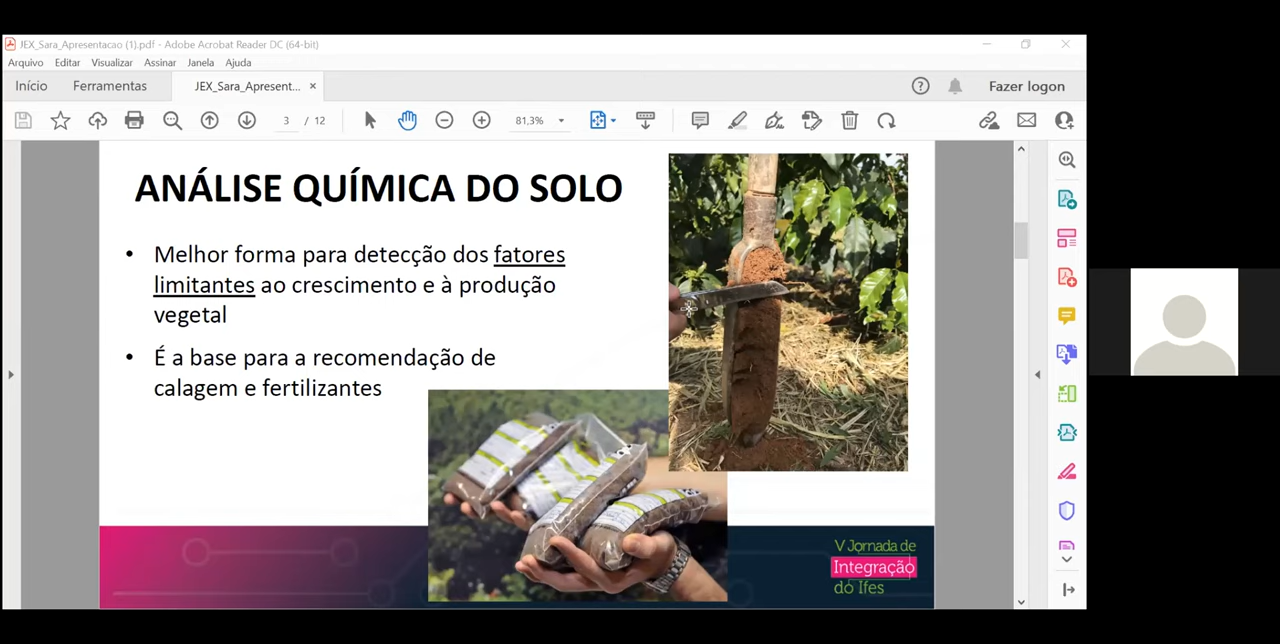 JEX_Sara_Apresentacao (1).pdf - Adobe Acrobat Reader DC (64-bit)
Arquivo Editar Visualizar Assinar Janela Ajuda
Início Ferramentas JEX_Sara_Apresent... × Fazer logon
3 / 12 81,3%
ANÁLISE QUÍMICA DO SOLO
• Melhor forma para detecção dos fatores
limitantes ao crescimento e à produção
vegetal
• É a base para a recomendação de
calagem e fertilizantes
V Jornada de
Integração
do Ifes